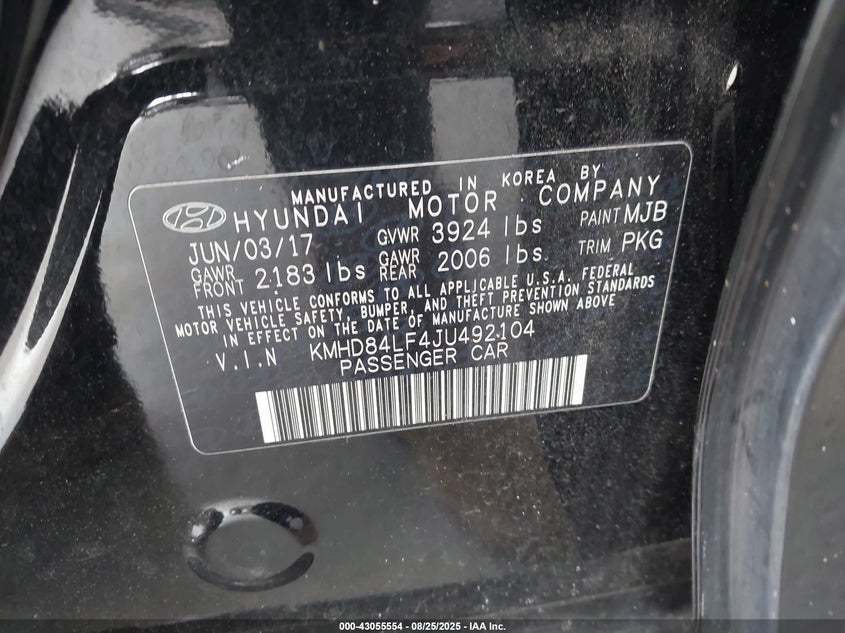 MANUFACTURED IN KOREA BY
HYUNDAI MOTOR COMPANY
JUN/03/17 GVWR 3924 lbs PAINT MJB
GAWR FRONT 2183 lbs GAWR REAR 2006 lbs. TRIM PKG
THIS VEHICLE CONFORMS TO ALL APPLICABLE U.S.A. FEDERAL
MOTOR VEHICLE SAFETY, BUMPER, AND THEFT PREVENTION STANDARDS
IN EFFECT ON THE DATE OF MANUFACTURE SHOWN ABOVE
V.I.N KMHD84LF4JU492104
PASSENGER CAR
000-43055554 - 08/25/2025 - IAA Inc.